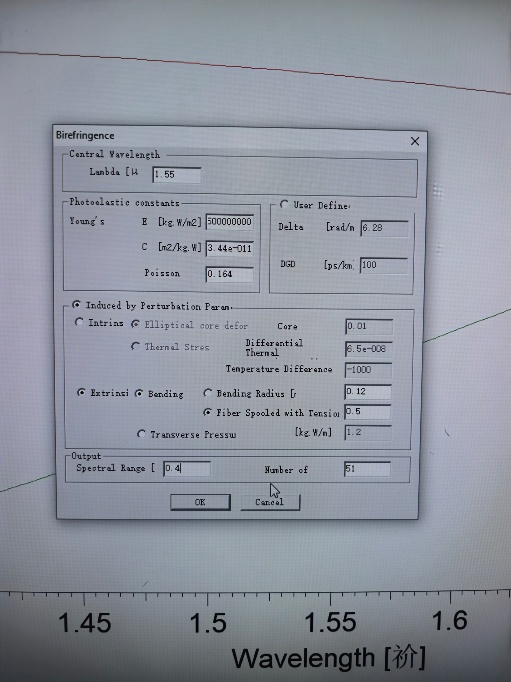 Birefringence
Central Wavelength
Lambda [
1.55
Photoelastic constants
Young's E [kg.W/m2] 500000000
C [m2/kg.W] 3.44e-011
Poisson 0.164
User Define
Delta [rad/m 6.28
DGD [ps/km 100
Induced by Perturbation Param
Intrins Elliptical core defor Core 0.01
Thermal Stres Differential Thermal 6.5e-008
Temperature Difference -1000
Extrinsi Bending Bending Radius [ 0.12
Fiber Spooled with Tension 0.5
Transverse Pressu [kg.W/m] 1.2
Output
Spectral Range [ 0.4 Number of 51
OK Cancel
1.45 1.5 1.55 1.6
Wavelength [祄]